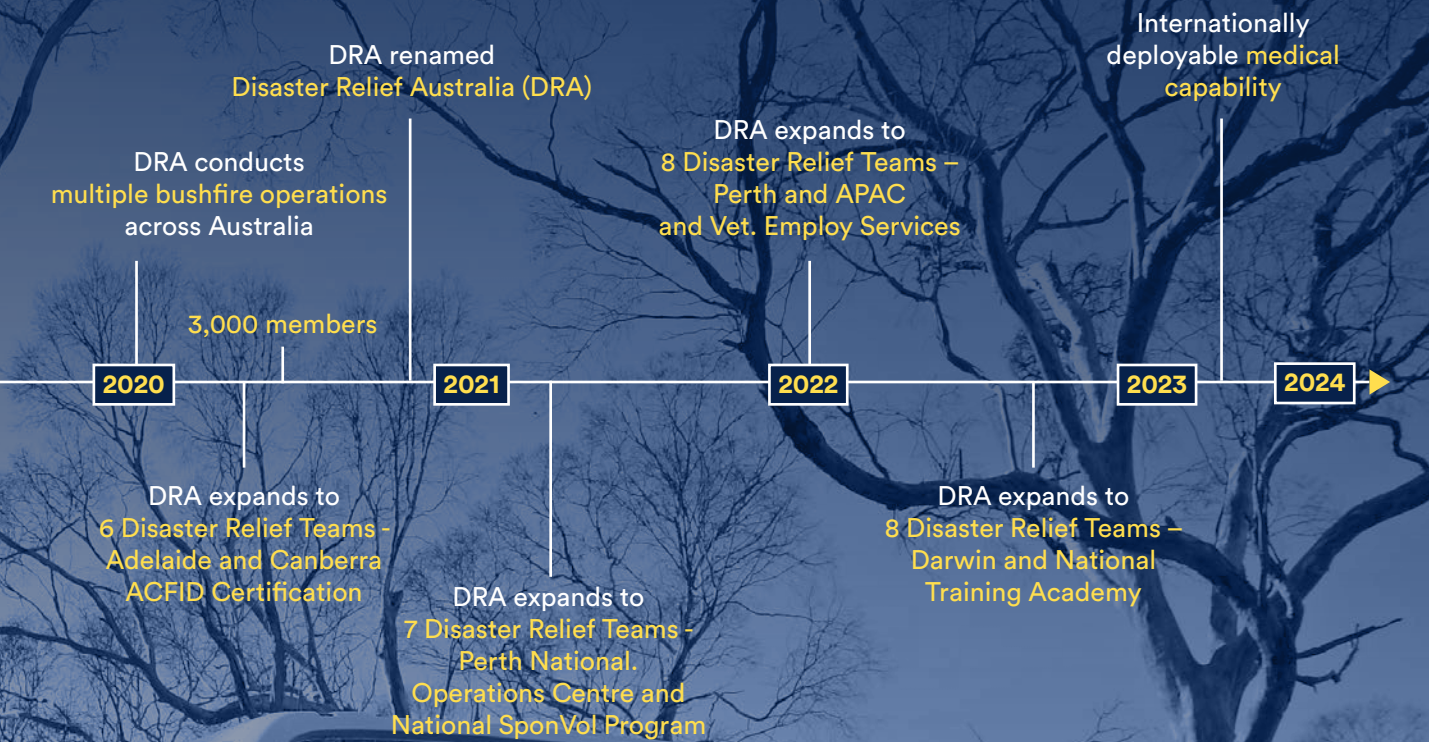 DRA conducts
multiple bushfire operations
across Australia
3,000 members
DRA renamed
Disaster Relief Australia (DRA)
DRA expands to
8 Disaster Relief Teams –
Perth and APAC
and Vet. Employ Services
Internationally
deployable medical
capability
2020
2021
2022
2023
2024
DRA expands to
6 Disaster Relief Teams -
Adelaide and Canberra
ACFID Certification
DRA expands to
7 Disaster Relief Teams -
Perth National.
Operations Centre and
National SponVol Program
DRA expands to
8 Disaster Relief Teams –
Darwin and National
Training Academy